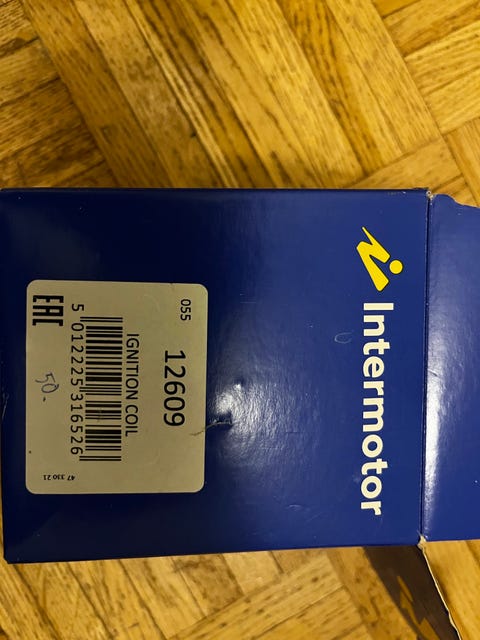 Intermotor
055
12609
IGNITION COIL
5 012225 316526
50.-
EAC
47 330 21